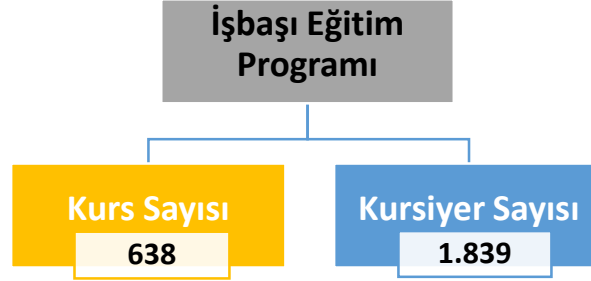 İşbaşı Eğitim
Programı
Kurs Sayısı
638
Kursiyer Sayısı
1.839